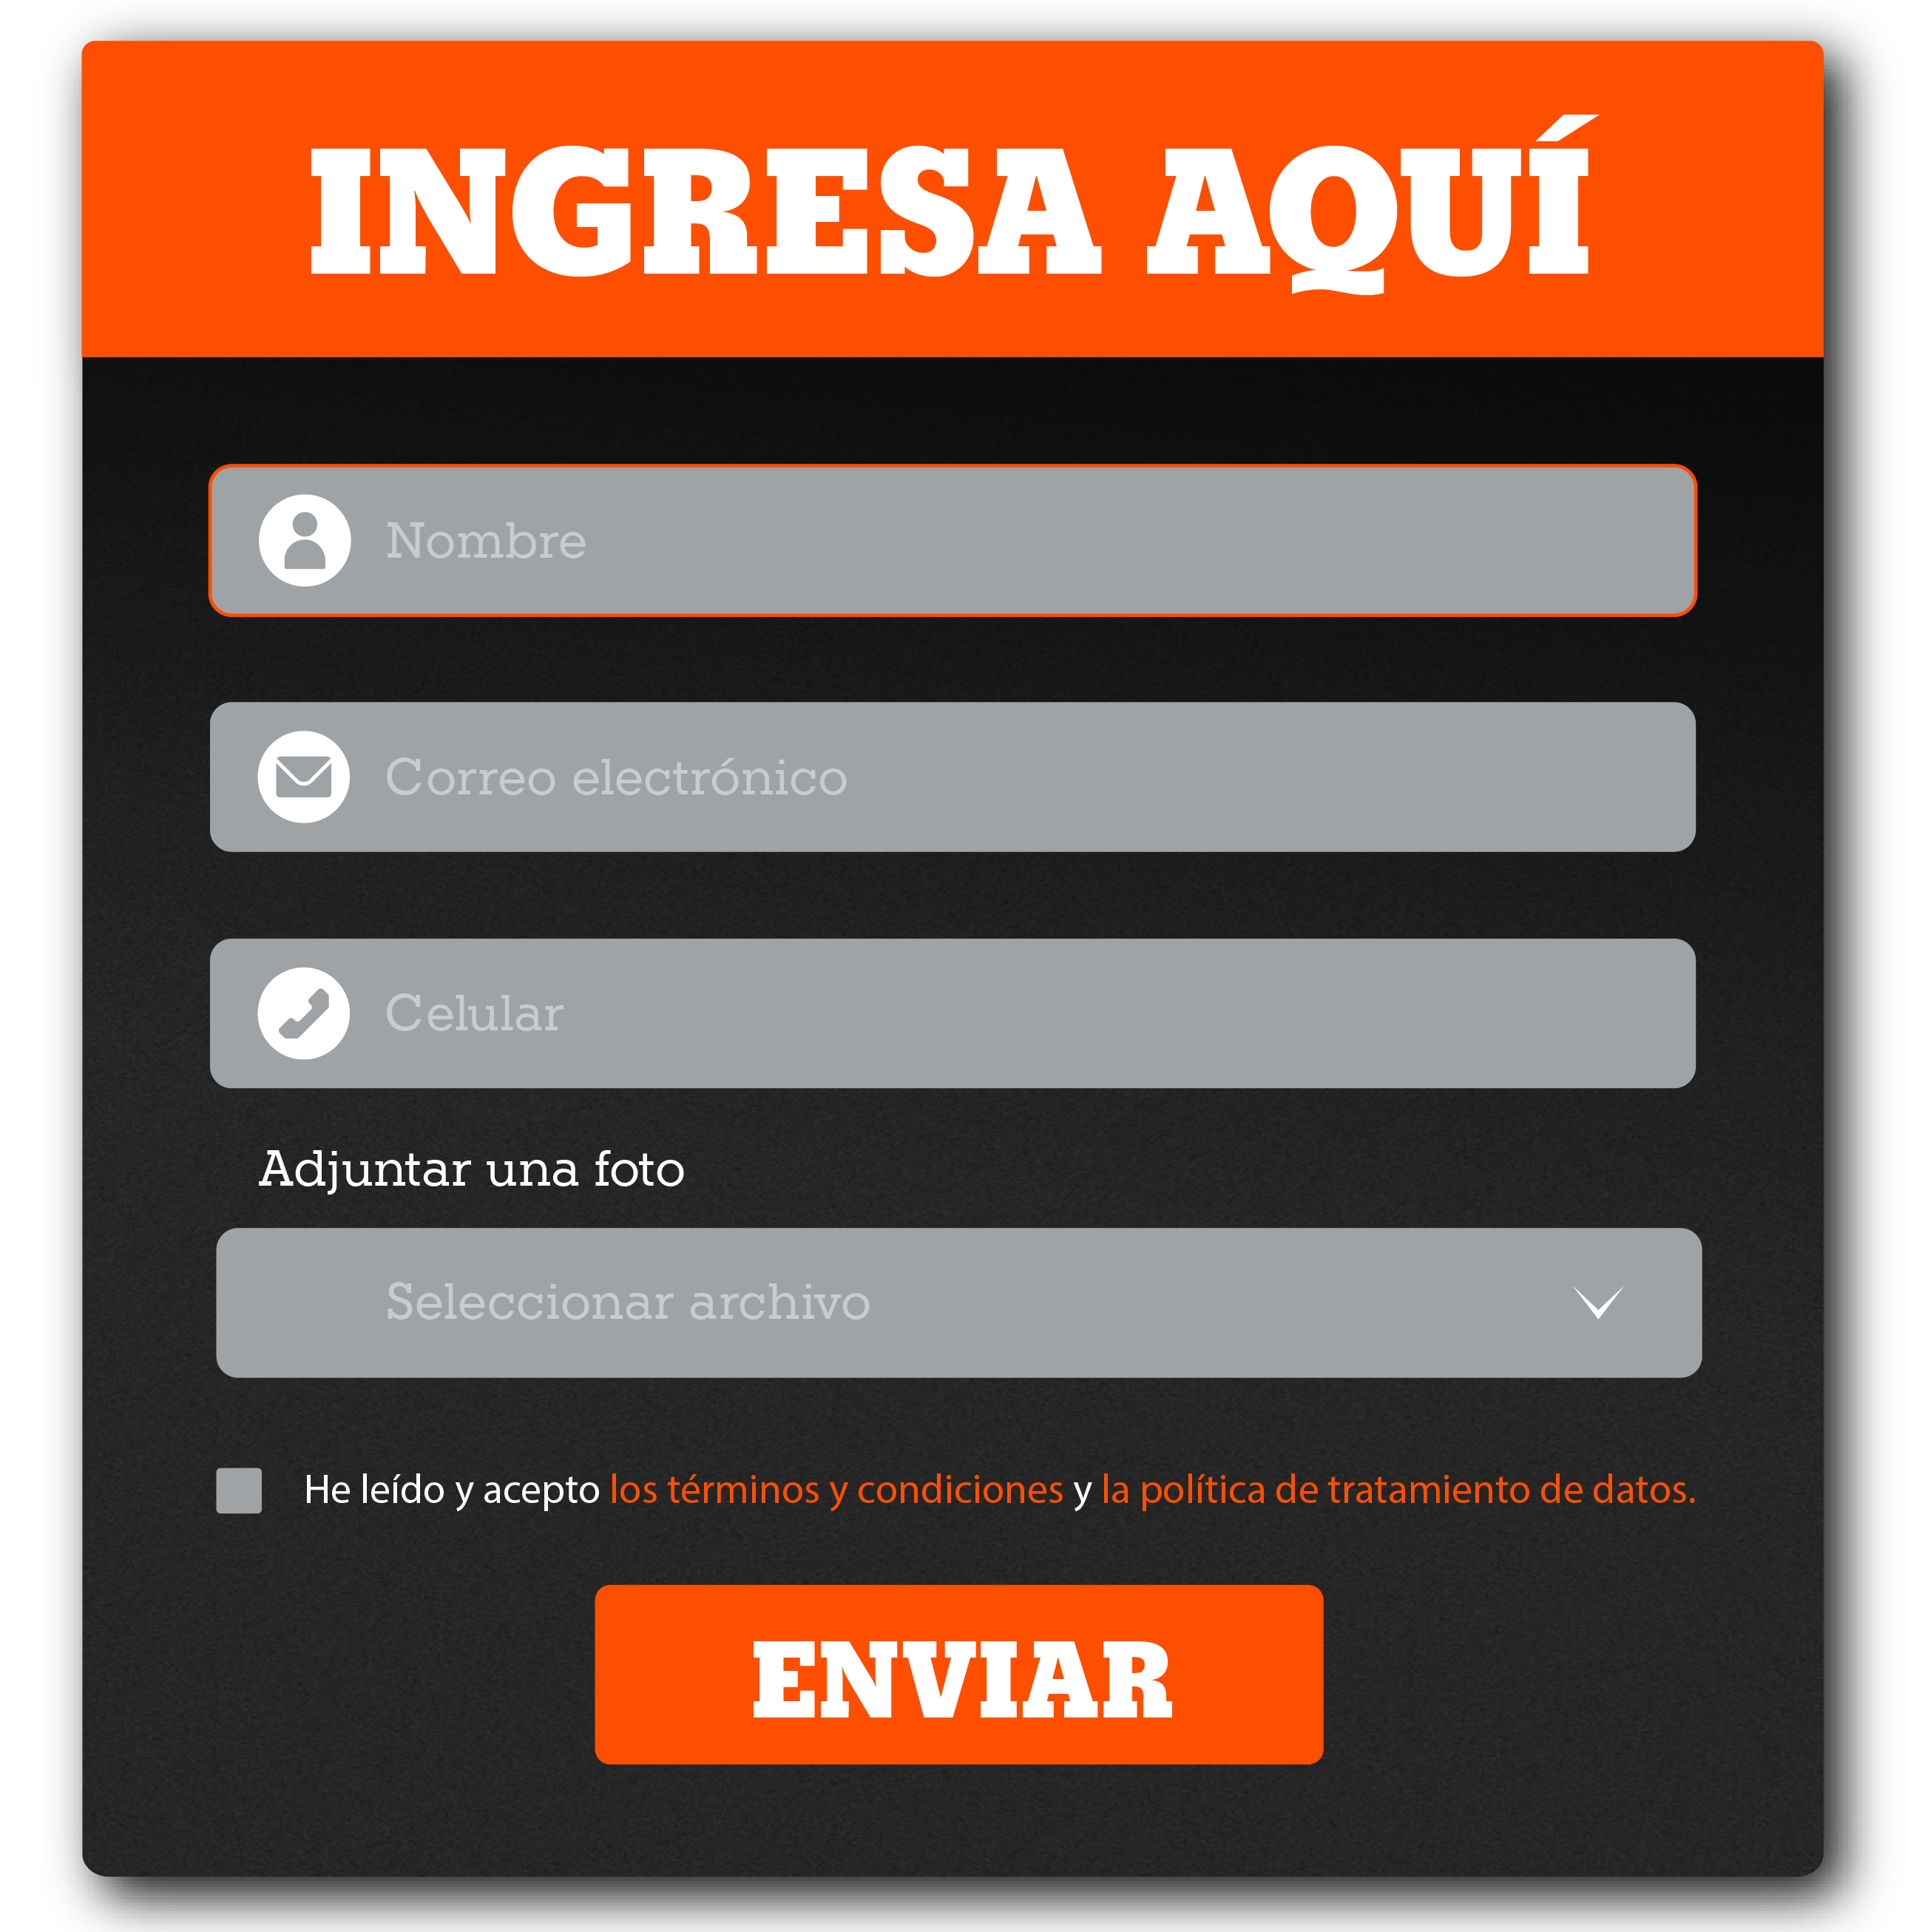 INGRESA AQUÍ
Nombre
Correo electrónico
Celular
Adjuntar una foto
Seleccionar archivo
He leído y acepto los términos y condiciones y la política de tratamiento de datos.
ENVIAR